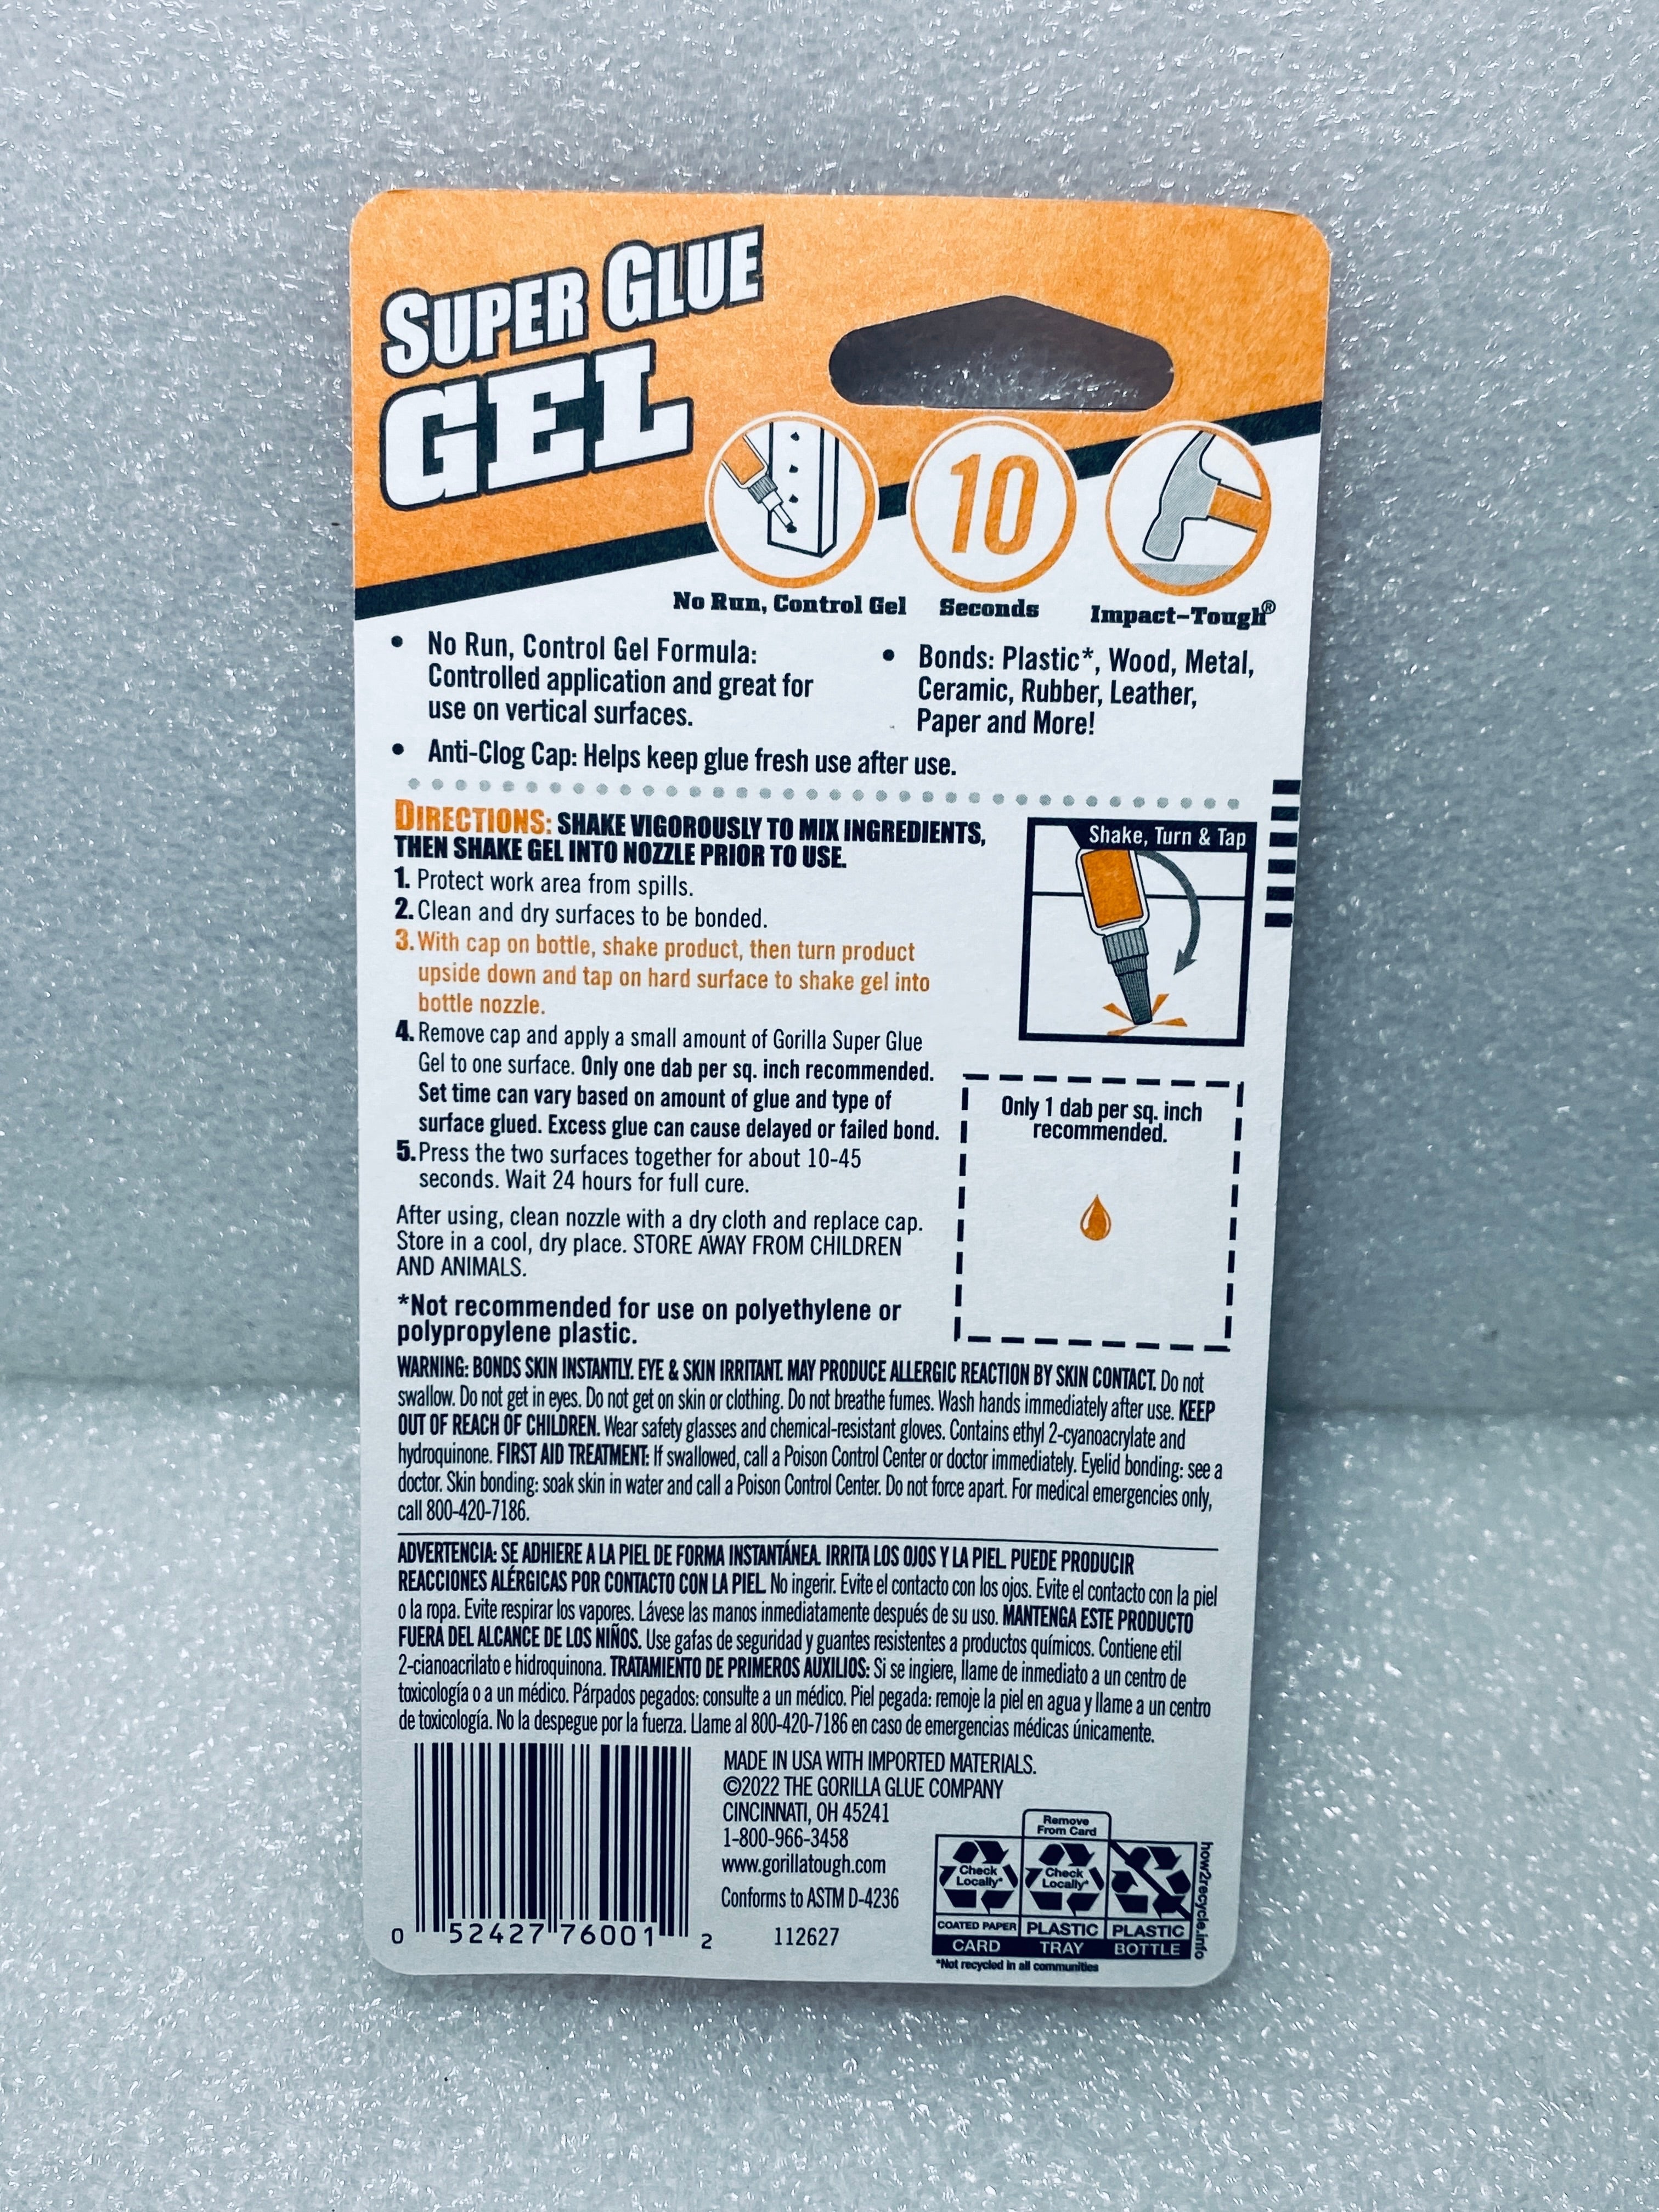 SUPER GLUE
GEL
10
No Run, Control Gel
Seconds
Impact-Tough®
• No Run, Control Gel Formula:
Controlled application and great for
use on vertical surfaces.
• Bonds: Plastic*, Wood, Metal,
Ceramic, Rubber, Leather,
Paper and More!
• Anti-Clog Cap: Helps keep glue fresh use after use.
DIRECTIONS: SHAKE VIGOROUSLY TO MIX INGREDIENTS,
THEN SHAKE GEL INTO NOZZLE PRIOR TO USE.
1. Protect work area from spills.
2. Clean and dry surfaces to be bonded.
3. With cap on bottle, shake product, then turn product
upside down and tap on hard surface to shake gel into
bottle nozzle.
4. Remove cap and apply a small amount of Gorilla Super Glue
Gel to one surface. Only one dab per sq. inch recommended.
Set time can vary based on amount of glue and type of
surface glued. Excess glue can cause delayed or failed bond.
5. Press the two surfaces together for about 10-45
seconds. Wait 24 hours for full cure.
Shake, Turn & Tap
Only 1 dab per sq. inch
recommended.
After using, clean nozzle with a dry cloth and replace cap.
Store in a cool, dry place. STORE AWAY FROM CHILDREN
AND ANIMALS.
*Not recommended for use on polyethylene or
polypropylene plastic.
WARNING: BONDS SKIN INSTANTLY. EYE & SKIN IRRITANT. MAY PRODUCE ALLERGIC REACTION BY SKIN CONTACT. Do not
swallow. Do not get in eyes. Do not get on skin or clothing. Do not breathe fumes. Wash hands immediately after use. KEEP
OUT OF REACH OF CHILDREN. Wear safety glasses and chemical-resistant gloves. Contains ethyl 2-cyanoacrylate and
hydroquinone. FIRST AID TREATMENT: If swallowed, call a Poison Control Center or doctor immediately. Eyelid bonding: see a
doctor. Skin bonding: soak skin in water and call a Poison Control Center. Do not force apart. For medical emergencies only,
call 800-420-7186.
ADVERTENCIA: SE ADHIERE A LA PIEL DE FORMA INSTANTÁNEA. IRRITA LOS OJOS Y LA PIEL. PUEDE PRODUCIR
REACCIONES ALÉRGICAS POR CONTACTO CON LA PIEL. No ingerir. Evite el contacto con los ojos. Evite el contacto con la piel
o la ropa. Evite respirar los vapores. Lávese las manos inmediatamente después de su uso. MANTENGA ESTE PRODUCTO
FUERA DEL ALCANCE DE LOS NIÑOS. Use gafas de seguridad y guantes resistentes a productos químicos. Contiene etil
2-cianoacrilato e hidroquinona. TRATAMIENTO DE PRIMEROS AUXILIOS: Si se ingiere, llame de inmediato a un centro de
toxicología o a un médico. Párpados pegados: consulte a un médico. Piel pegada: remoje la piel en agua y llame a un centro
de toxicología. No la despegue por la fuerza. Llame al 800-420-7186 en caso de emergencias médicas únicamente.
0 52427 76001 2
MADE IN USA WITH IMPORTED MATERIALS.
©2022 THE GORILLA GLUE COMPANY
CINCINNATI, OH 45241
1-800-966-3458
www.gorillatough.com
Conforms to ASTM D-4236
112627
Remove
From Card
Check
Locally*
Check
Locally*
COATED PAPER
PLASTIC
PLASTIC
CARD
TRAY
BOTTLE
*Not recycled in all communities
how2recycle.info